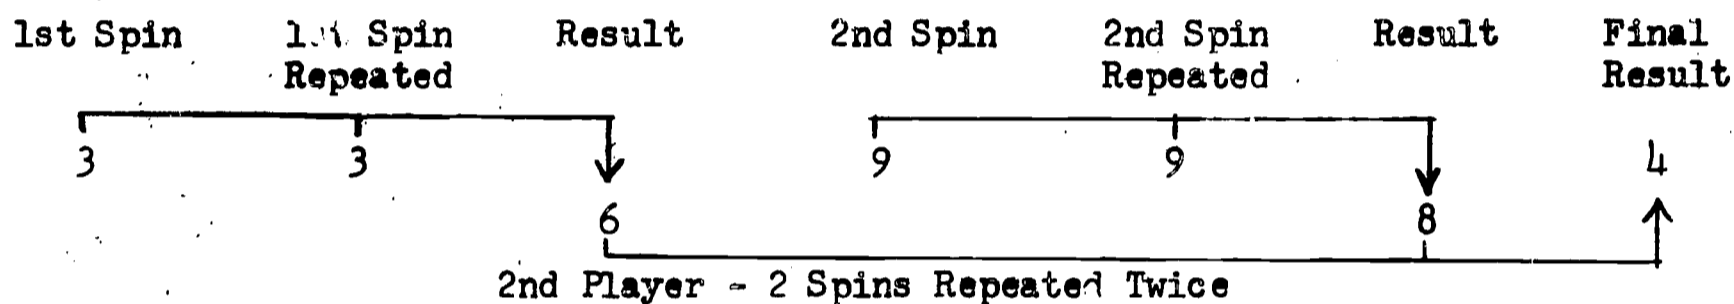 1st Spin 1st Spin Result 2nd Spin 2nd Spin Result Final
Repeated Repeated Result
3 3 9 9 4
6 8
2nd Player - 2 Spins Repeated Twice